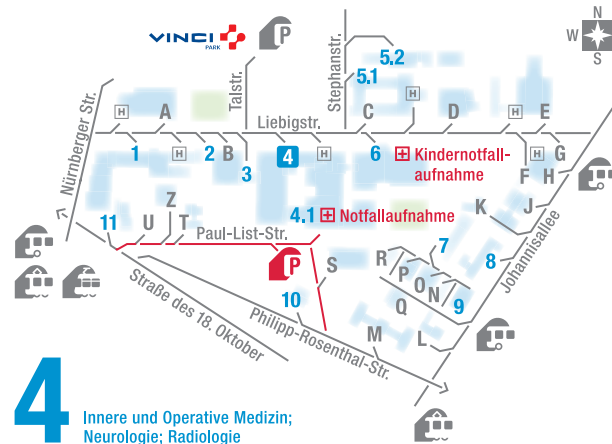 VINCI
PARK
P
N
W
S
5.2
5.1
Stephanstr.
Talstr.
Nürnberger Str.
H
A
C
H
D
H
E
Liebigstr.
1
H
2
B
3
4
H
6
Kindernotfall-
aufnahme
F
H
G
H
Z
11
U
T
4.1
Notfallaufnahme
K
J
Johannisallee
Paul-List-Str.
P
S
R
P
O
N
7
8
Q
9
10
Straße des 18. Oktober
Philipp-Rosenthal-Str.
M
L
4
Innere und Operative Medizin;
Neurologie; Radiologie